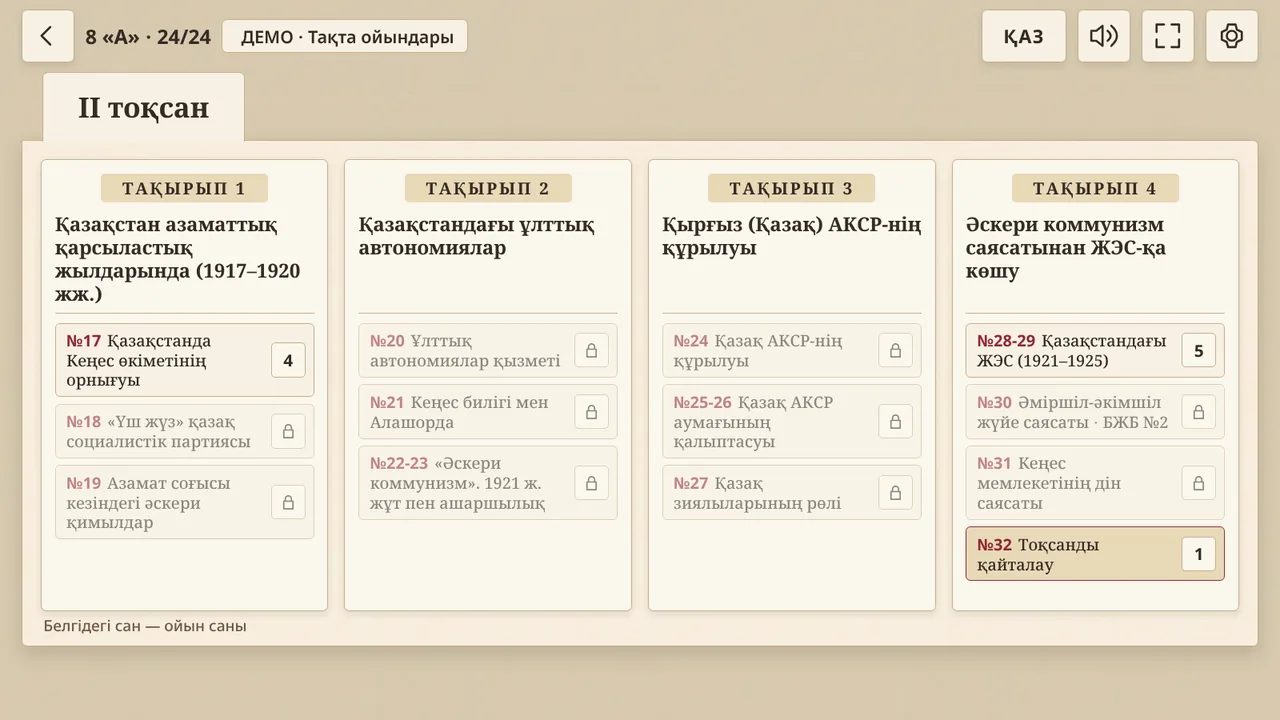 8 «А» · 24/24
ДЕМО · Тақта ойындары
ҚАЗ
II тоқсан
ТАҚЫРЫП 1
Қазақстан азаматтық
қарсыластық
жылдарында (1917–1920
жж.)
№17 Қазақстанда
Кеңес өкіметінің
орнығуы
4
№18 «Үш жүз» қазақ
социалистік партиясы
№19 Азамат соғысы
кезіндегі әскери
қимылдар
ТАҚЫРЫП 2
Қазақстандағы ұлттық
автономиялар
№20 Ұлттық
автономиялар қызметі
№21 Кеңес билігі мен
Алашорда
№22-23 «Әскери
коммунизм». 1921 ж.
жұт пен ашаршылық
ТАҚЫРЫП 3
Қырғыз (Қазақ) АКСР-нің
құрылуы
№24 Қазақ АКСР-нің
құрылуы
№25-26 Қазақ АКСР
аумағының
қалыптасуы
№27 Қазақ
зиялыларының рөлі
ТАҚЫРЫП 4
Әскери коммунизм
саясатынан ЖЭС-қа
көшу
№28-29 Қазақстандағы
ЖЭС (1921–1925)
5
№30 Әміршіл-әкімшіл
жүйе саясаты · БЖБ №2
№31 Кеңес
мемлекетінің дін
саясаты
№32 Тоқсанды
қайталау
1
Белгідегі сан — ойын саны